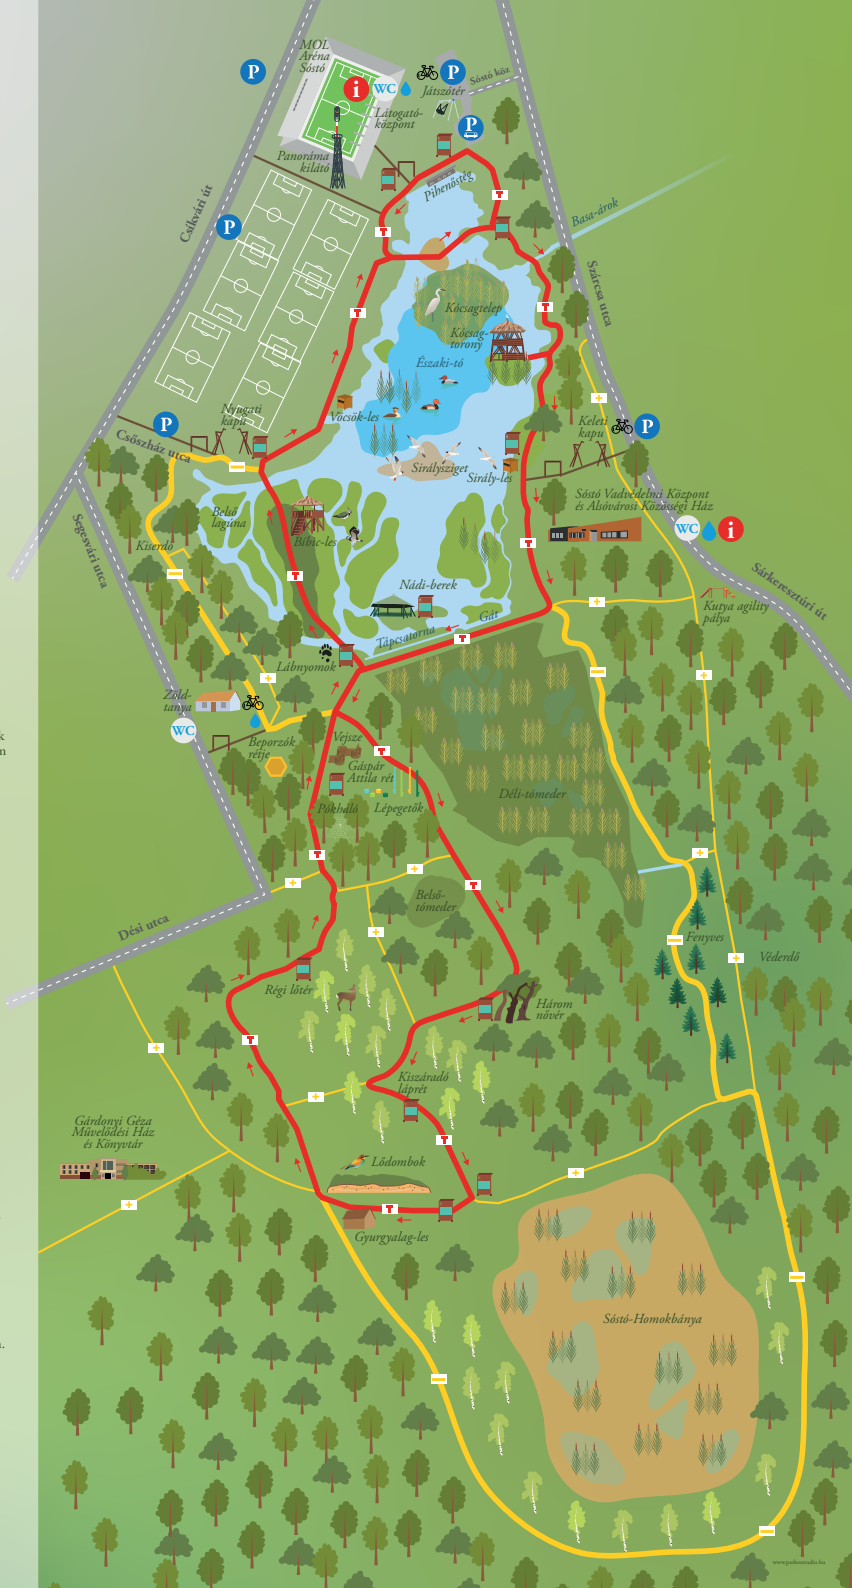 MOL
Aréna
Sóstó
P
P
i
WC
Játszótér
Sóstó köz
P
Látogató-
központ
Panoráma
kilátó
Pihenőstég
Csíkvári út
P
Basa-árok
Szárcsa utca
Kócsagtelep
Kócsag-
torony
Északi-tó
Vöcsök-les
Nyugati
kapu
P
Csőszház utca
Keleti
kapu
P
Sirálysziget
Sirály-les
Sóstó Vadvédelmi Központ
és Alsóvárosi Közösségi Ház
WC
i
Belső
lagúna
Bíbic-les
Kiserdő
Segesvári utca
Nádi-berek
Gát
Tápcsatorna
Sárkeresztúri út
Kutya agility
pálya
Lábnyomok
Zöld-
tanya
WC
Beporzók
rétje
Vejsze
Gáspár
Attila rét
Pókháló
Lépegetők
Déli-tómeder
Belső-
tómeder
Dési utca
Fenyves
Véderdő
Régi lőtér
Három
nővér
Kiszáradó
láprét
Gárdonyi Géza
Művelődési Ház
és Könyvtár
Lődombok
Gyurgyalag-les
Sóstó-Homokbánya